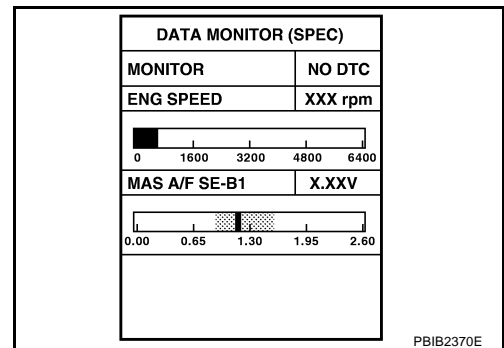 DATA MONITOR (SPEC)
MONITOR NO DTC
ENG SPEED XXX rpm
0 1600 3200 4800 6400
MAS A/F SE-B1 X.XXV
0.00 0.65 1.30 1.95 2.60
PBIB2370E